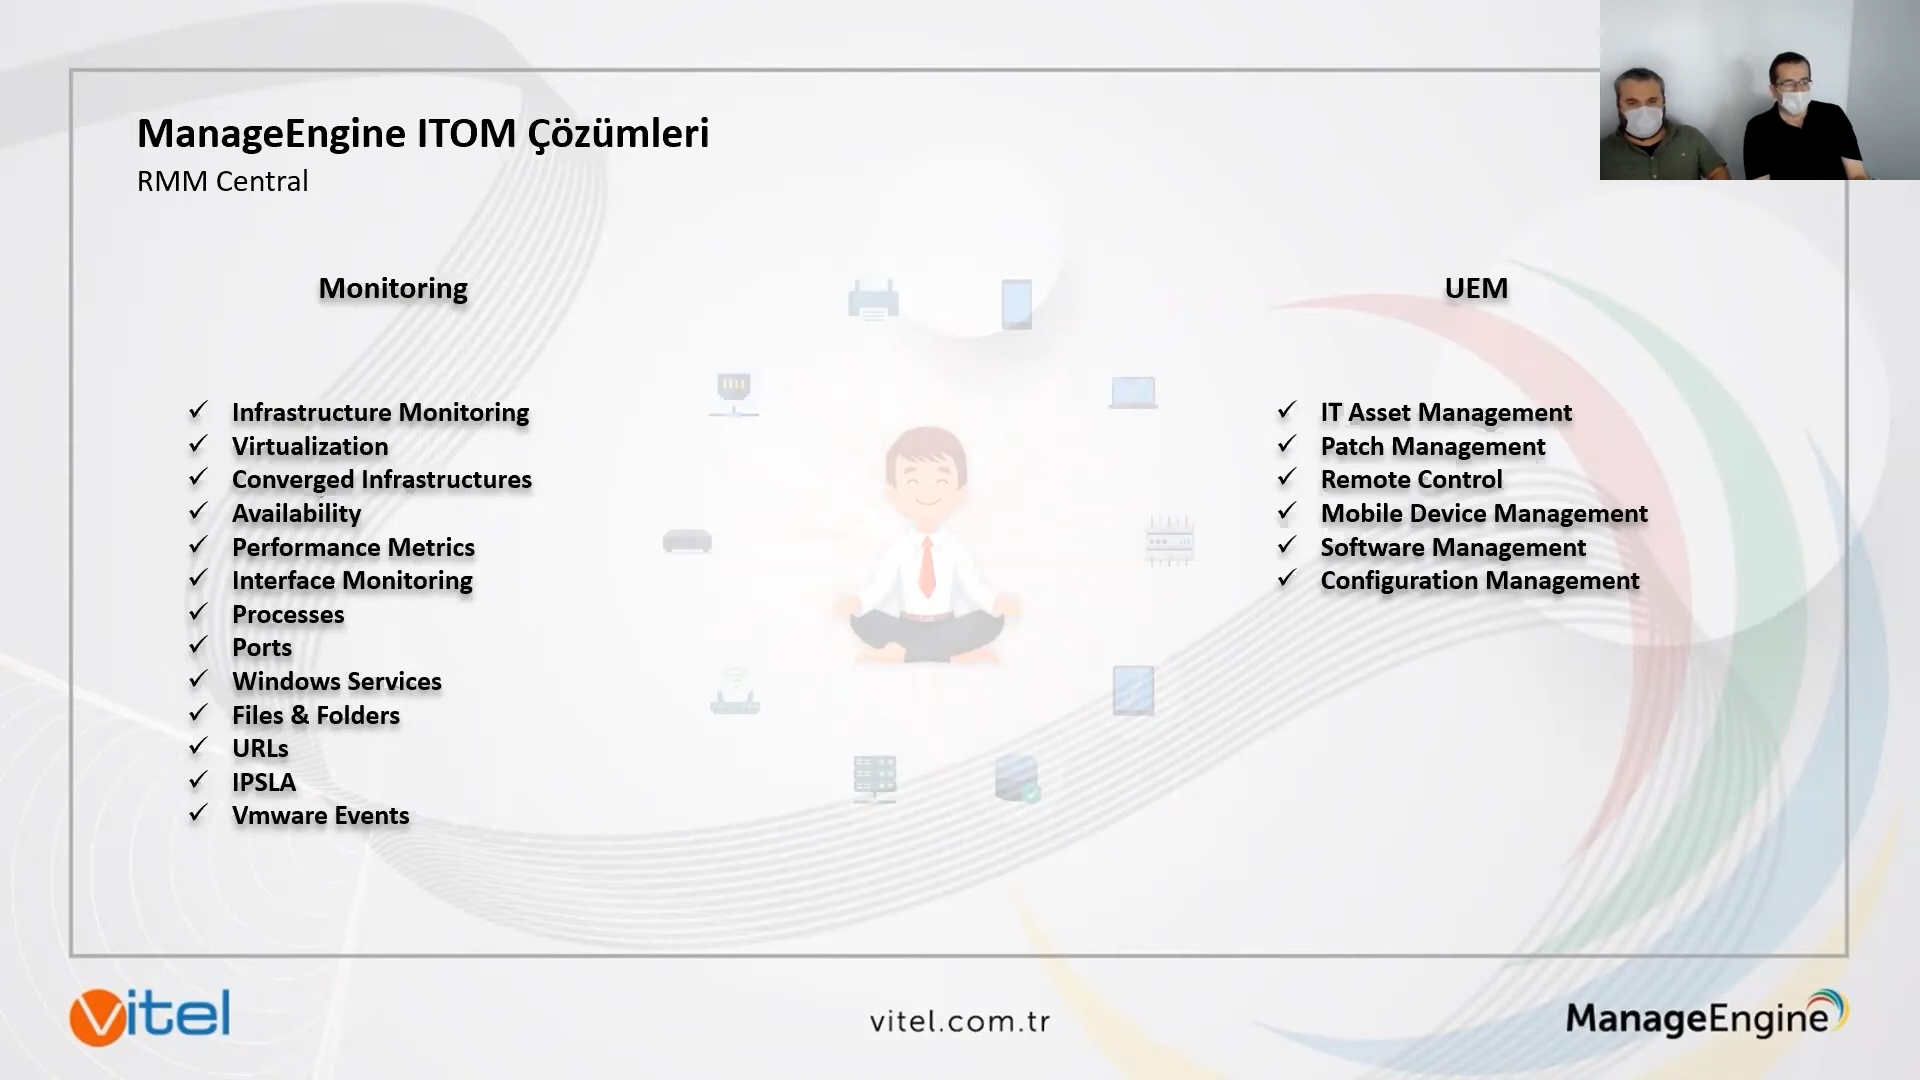 ManageEngine ITOM Çözümleri
RMM Central
Monitoring
✓ Infrastructure Monitoring
✓ Virtualization
✓ Converged Infrastructures
✓ Availability
✓ Performance Metrics
✓ Interface Monitoring
✓ Processes
✓ Ports
✓ Windows Services
✓ Files & Folders
✓ URLs
✓ IPSLA
✓ Vmware Events
UEM
✓ IT Asset Management
✓ Patch Management
✓ Remote Control
✓ Mobile Device Management
✓ Software Management
✓ Configuration Management
vitel
vitel.com.tr
ManageEngine